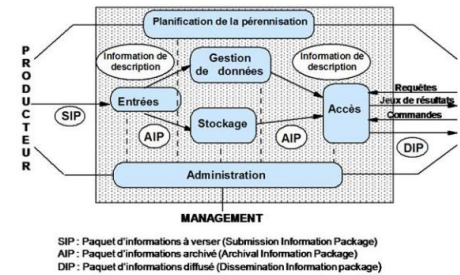 Planification de la pérennisation
PRODUCTEUR
Information de
description
Gestion
de données
Information de
description
Entrées
SIP
AIP
Stockage
AIP
Accès
Requêtes
Jeux de résultats
Commandes
DIP
Administration
MANAGEMENT
SIP : Paquet d'informations à verser (Submission Information Package)
AIP : Paquet d'informations archivé (Archival Information Package)
DIP : Paquet d'informations diffusé (Dissemination Information package)